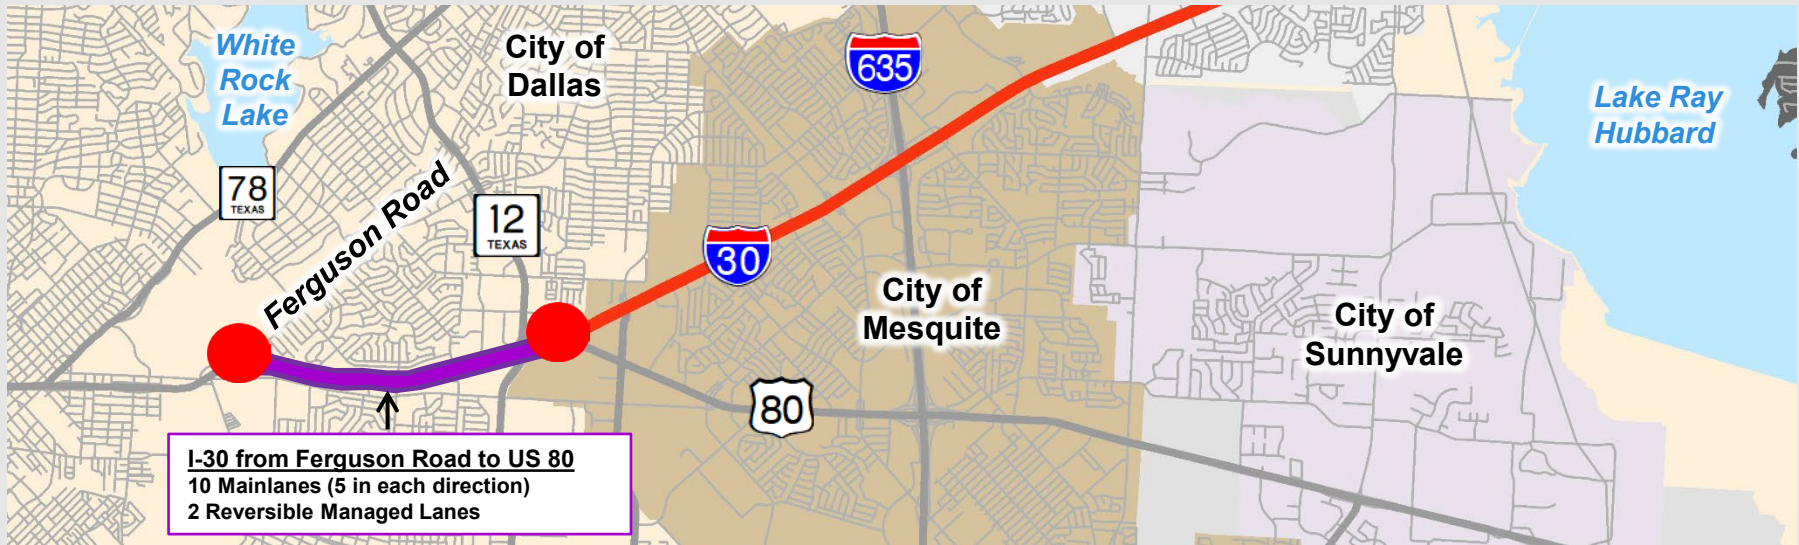 White
Rock
Lake
City of
Dallas
635
Lake Ray
Hubbard
78
TEXAS
Ferguson Road
12
TEXAS
30
City of
Mesquite
City of
Sunnyvale
80
I-30 from Ferguson Road to US 80
10 Mainlanes (5 in each direction)
2 Reversible Managed Lanes